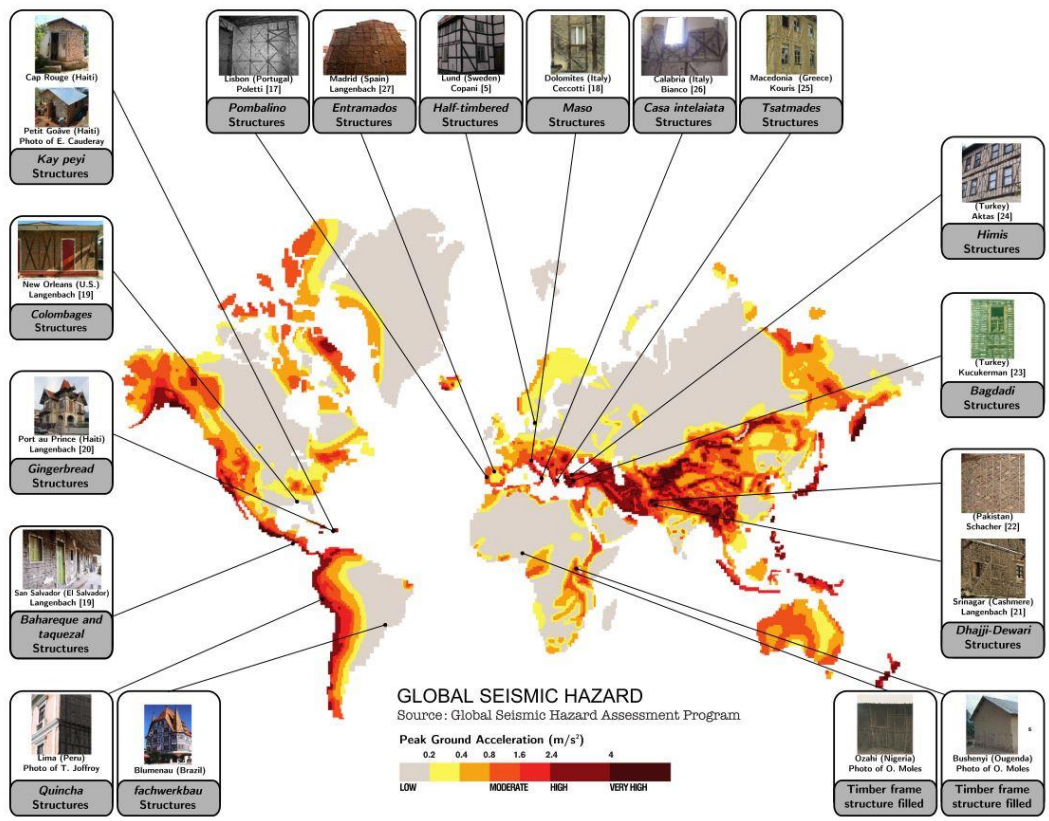 Cap Rouge (Haiti)
Petit Goâve (Haiti)
Photo of E. Cauderay
Kay peyi
Structures
Lisbon (Portugal)
Poletti [17]
Pombalino
Structures
Madrid (Spain)
Langenbach [27]
Entramados
Structures
Lund (Sweden)
Copani [5]
Half-timbered
Structures
Dolomites (Italy)
Ceccotti [18]
Maso
Structures
Calabria (Italy)
Bianco [26]
Casa intelaiata
Structures
Macedonia (Greece)
Kouris [25]
Tsatmades
Structures
(Turkey)
Aktas [24]
Himis
Structures
New Orleans (U.S.)
Langenbach [19]
Colombages
Structures
(Turkey)
Kucukerman [23]
Bagdadi
Structures
Port au Prince (Haiti)
Langenbach [20]
Gingerbread
Structures
(Pakistan)
Schacher [22]
Srinagar (Cashmere)
Langenbach [21]
Dhajji-Dewari
Structures
San Salvador (El Salvador)
Langenbach [19]
Bahareque and
taquezal
Structures
Lima (Peru)
Photo of T. Joffroy
Quincha
Structures
Blumenau (Brazil)
fachwerkbau
Structures
GLOBAL SEISMIC HAZARD
Source: Global Seismic Hazard Assessment Program
Peak Ground Acceleration (m/s²)
0.2 0.4 0.8 1.6 2.4 4
LOW MODERATE HIGH VERY HIGH
Ozahi (Nigeria)
Photo of O. Moles
Timber frame
structure filled
s
Bushenyi (Ougenda)
Photo of O. Moles
Timber frame
structure filled